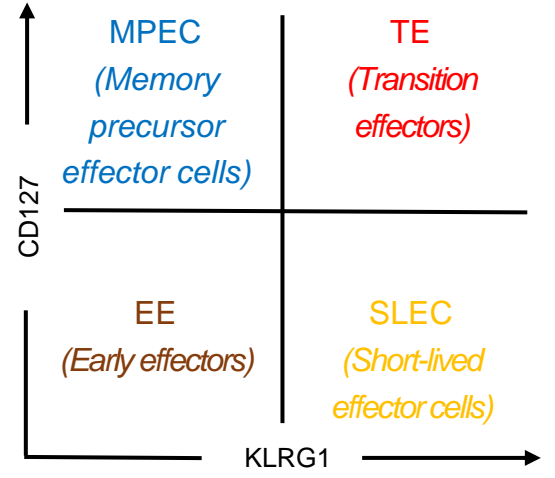 MPEC
(Memory
precursor
effector cells)
TE
(Transition
effectors)
CD127
EE
(Early effectors)
SLEC
(Short-lived
effector cells)
KLRG1